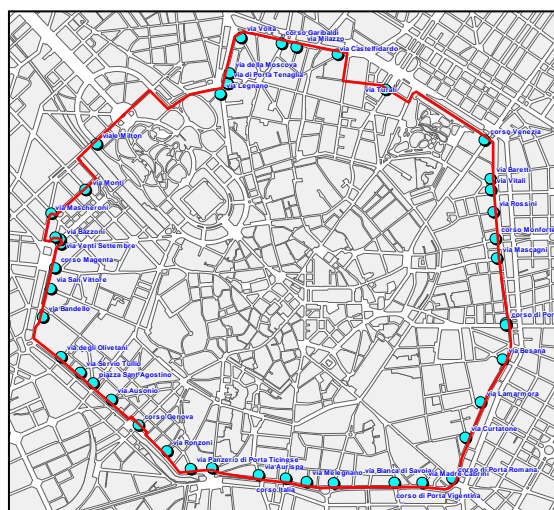 via Volta
corso Garibaldi
via Milazzo
via Castelfidardo
via della Moscova
via di Porta Tenaglia
via Legnano
via Turati
corso Venezia
viale Milton
via Baretti
via Vitali
via Monti
via Mascheroni
via Rossini
via Bazzoni
corso Monforte
via Venti Settembre
via Mascagni
corso Magenta
via San Vittore
via Bandello
corso di Por
via degli Olivetani
via Besana
via Servio Tullio
piazza Sant'Agostino
via Ausonio
via Lamarmora
corso Genova
via Curtatone
via Ronzoni
via Panzerio di Porta Ticinese
via Aurispa
via Bianca di Savoia
corso di Porta Romana
via Madre Cabrini
via Melegnano
corso Italia
corso di Porta Vigentina